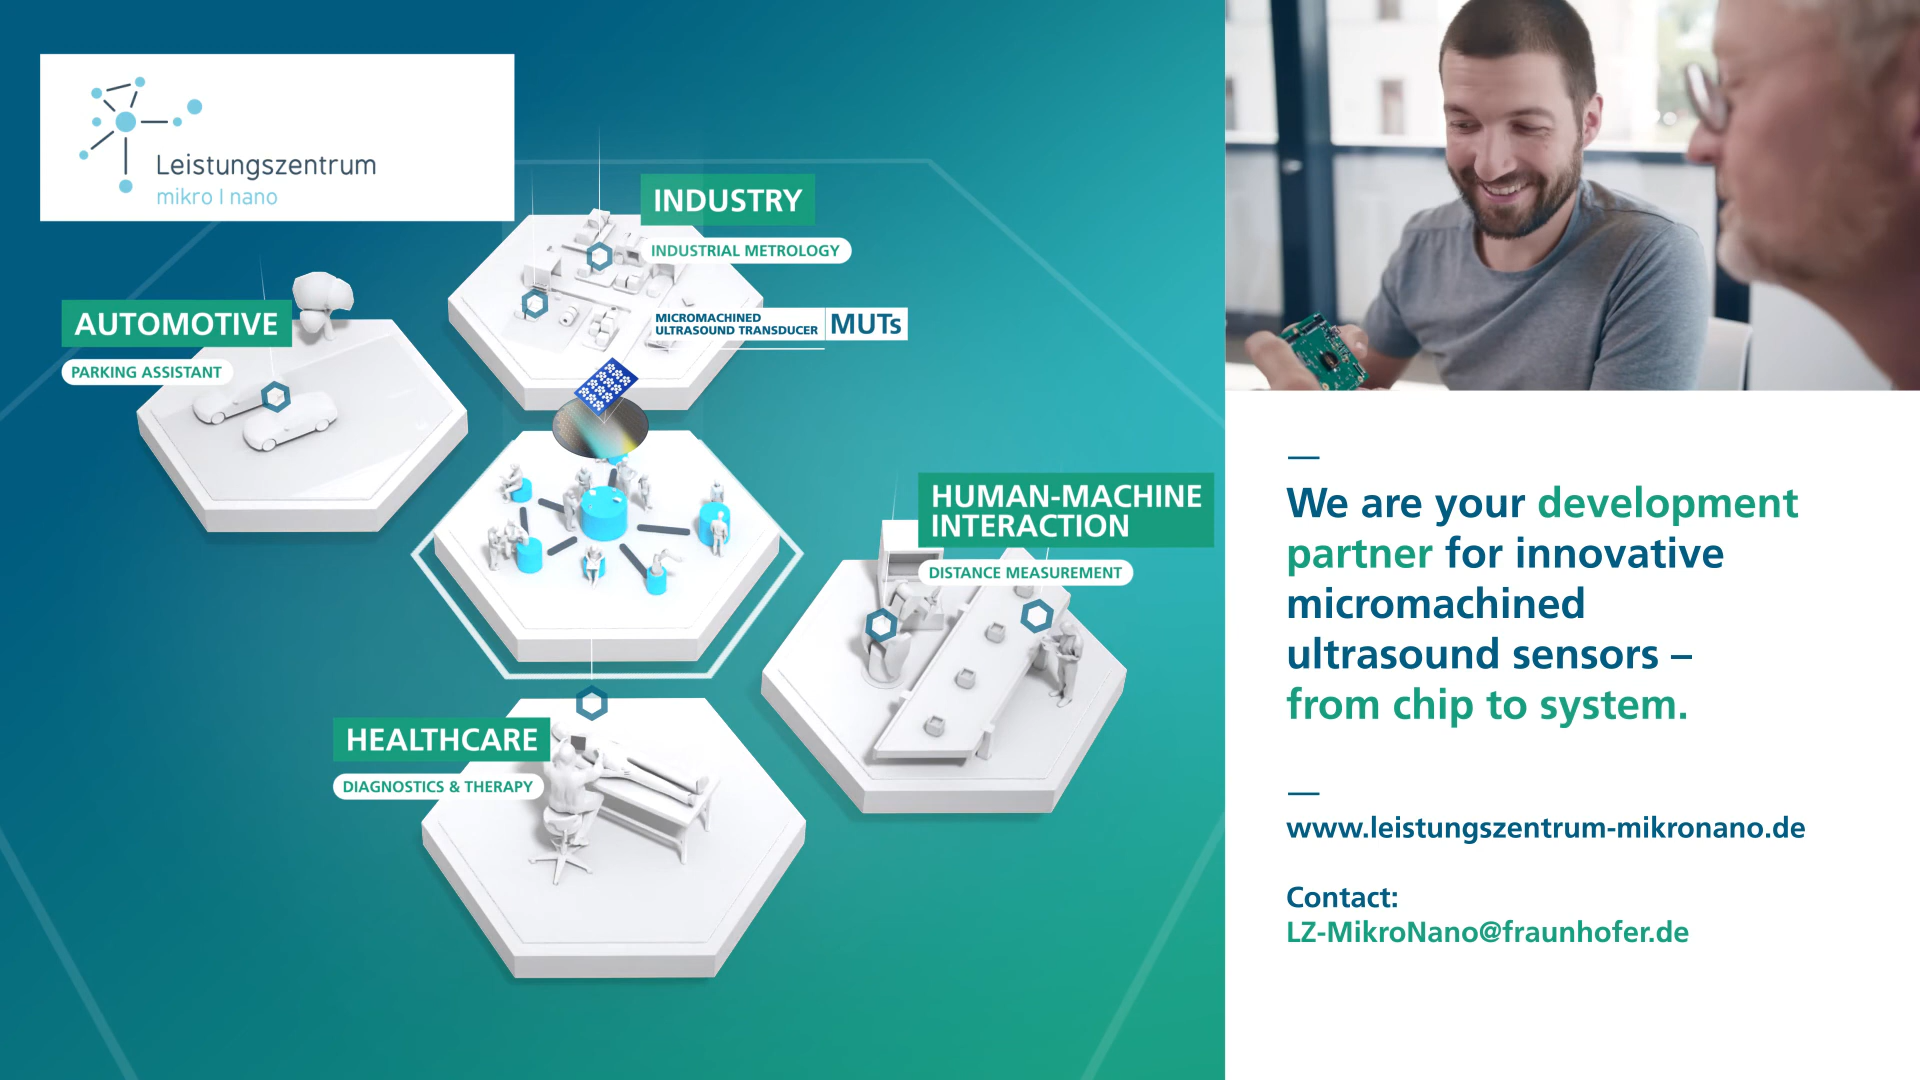 Leistungszentrum
mikro | nano
INDUSTRY
INDUSTRIAL METROLOGY
AUTOMOTIVE
PARKING ASSISTANT
MICROMACHINED
ULTRASOUND TRANSDUCER
MUTs
HUMAN-MACHINE
INTERACTION
DISTANCE MEASUREMENT
HEALTHCARE
DIAGNOSTICS & THERAPY
We are your development
partner for innovative
micromachined
ultrasound sensors –
from chip to system.
www.leistungszentrum-mikronano.de
Contact:
LZ-MikroNano@fraunhofer.de